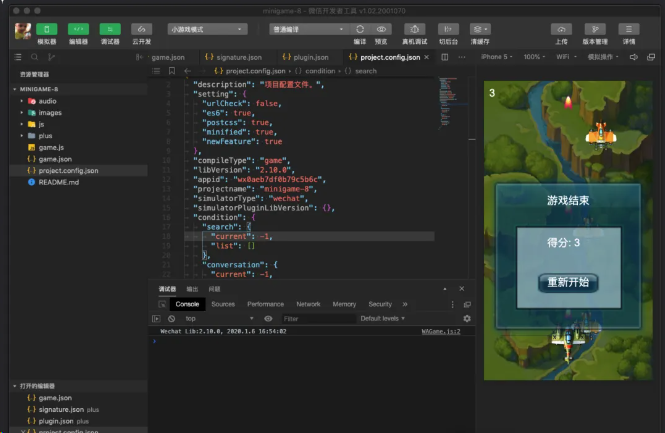 minigame-8 - 微信开发者工具 v1.02.2001070
模拟器 编辑器 调试器 云开发 小游戏模式 普通编译 编译 预览 真机调试 切后台 清缓存 上传 版本管理 详情
game.json {.} signature.json {.} plugin.json {.} project.config.json × iPhone 5 100% WiFi 模拟操作
资源管理器
{.} project.config.json > {} condition > {} search
MINIGAME-8
audio
images
js
plus
game.js
{.} game.json
{.} project.config.json
README.md
2 "description": "项目配置文件。",
3 "setting": {
4 "urlCheck": false,
5 "es6": true,
6 "postcss": true,
7 "minified": true,
8 "newFeature": true
9 },
10 "compileType": "game",
11 "libVersion": "2.10.0",
12 "appid": "wx0aeb7df0b79c5b6c",
13 "projectname": "minigame-8",
14 "simulatorType": "wechat",
15 "simulatorPluginLibVersion": {},
16 "condition": {
17 "search": {
18 "current": -1,
19 "list": []
20 },
21 "conversation": {
22 "current": -1,
调试器 输出 问题
Console Sources Performance Network Memory Security »
top Filter Default levels
Wechat Lib:2.10.0, 2020.1.6 16:54:02 WAGame.js:2
打开的编辑器
{.} game.json
{.} signature.json plus
{.} plugin.json plus
{.} project.config.json
3
游戏结束
得分: 3
重新开始